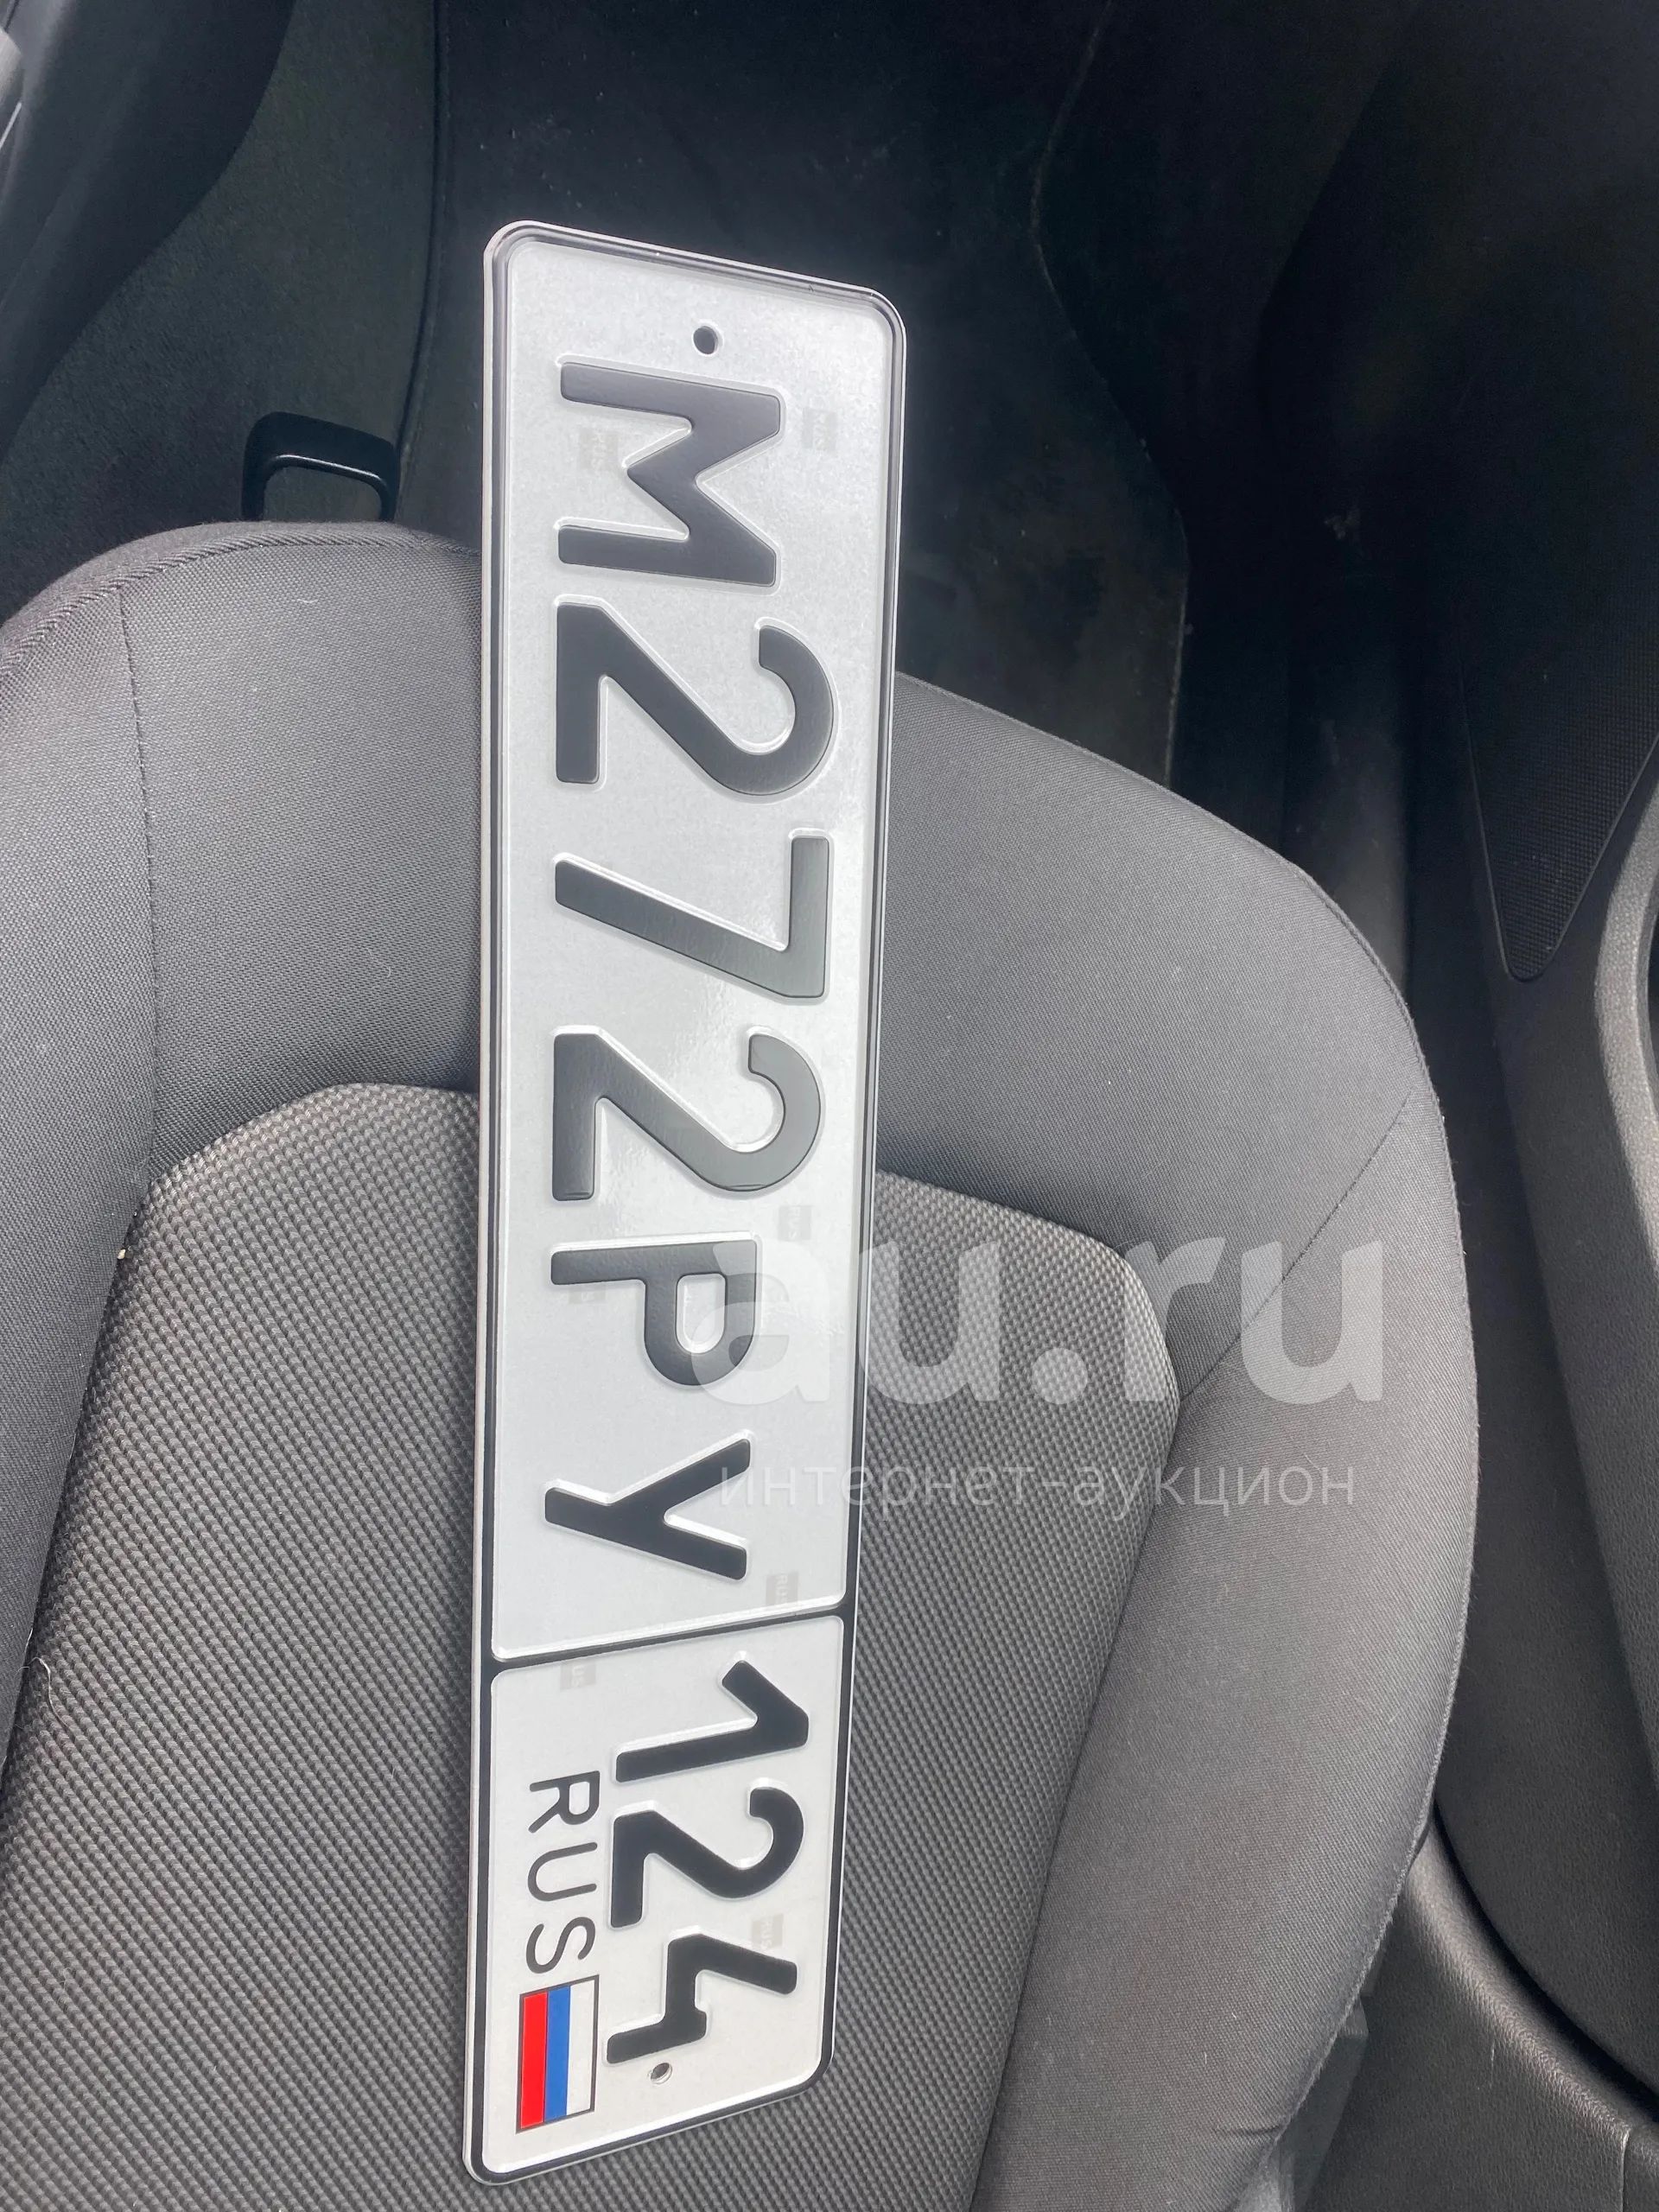 М272РУ 124
RUS
au.ru
интернет-аукцион